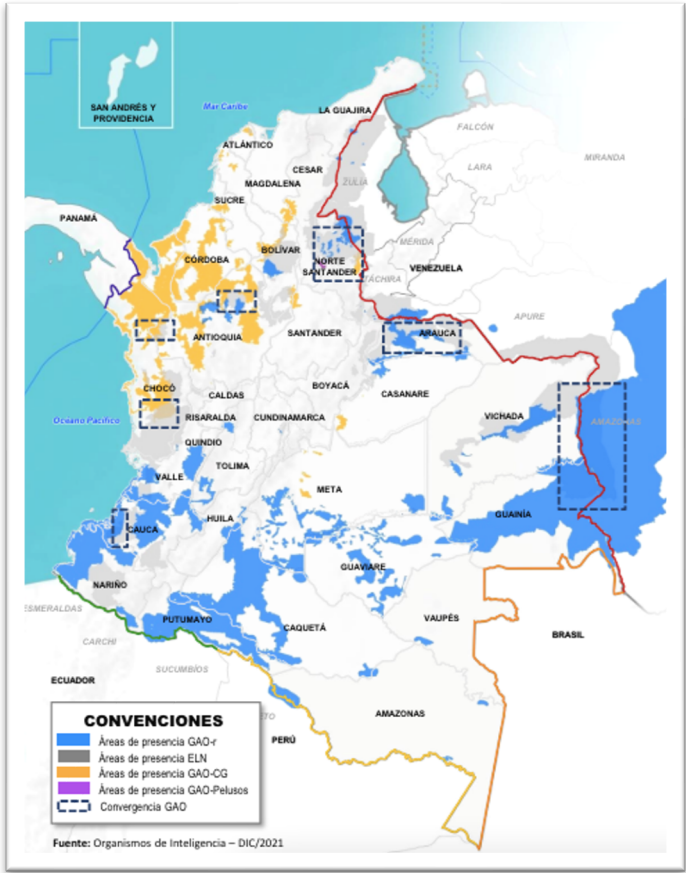 SAN ANDRÉS Y
PROVIDENCIA
Mar Caribe
LA GUAJIRA
FALCÓN
ATLÁNTICO
LARA
MIRANDA
CESAR
MAGDALENA
ZULIA
SUCRE
PANAMÁ
MÉRIDA
BOLÍVAR
CÓRDOBA
NORTE
SANTANDER
VENEZUELA
TÁCHIRA
APURE
ANTIOQUIA
SANTANDER
ARAUCA
CHOCÓ
BOYACÁ
CALDAS
CASANARE
Océano Pacífico
RISARALDA
CUNDINAMARCA
VICHADA
AMAZONAS
QUINDIO
VALLE
TOLIMA
META
GUAINÍA
HUILA
CAUCA
GUAVIARE
NARIÑO
ESMERALDAS
PUTUMAYO
CAQUETÁ
VAUPÉS
BRASIL
CARCHI
SUCUMBÍOS
ECUADOR
AMAZONAS
PERÚ
CONVENCIONES
Áreas de presencia GAO-r
Áreas de presencia ELN
Áreas de presencia GAO-CG
Áreas de presencia GAO-Pelusos
Convergencia GAO
Fuente: Organismos de Inteligencia – DIC/2021